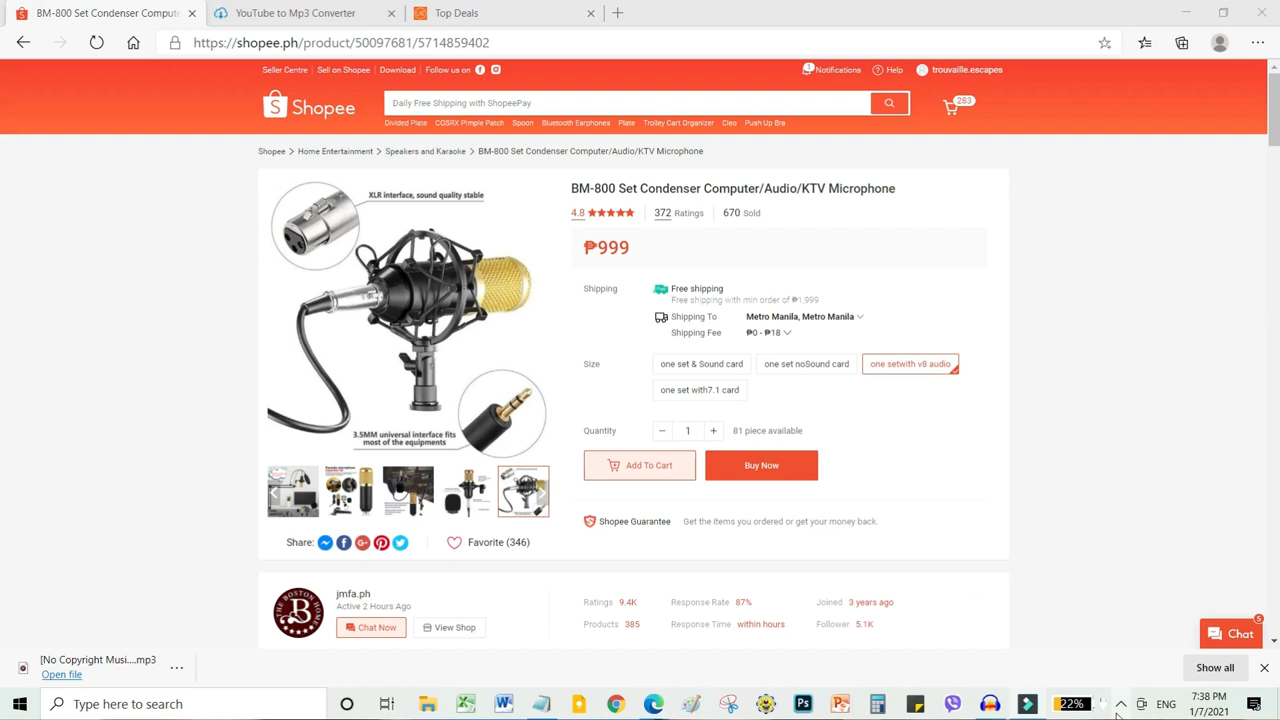 BM-800 Set Condenser Compute
YouTube to Mp3 Converter
Top Deals
https://shopee.ph/product/50097681/5714859402
Seller Centre
Sell on Shopee
Download
Follow us on
1
Notifications
Help
trouvaille.escapes
Shopee
Daily Free Shipping with ShopeePay
283
Divided Plate
COSRX Pimple Patch
Spoon
Bluetooth Earphones
Plate
Trolley Cart Organizer
Cleo
Push Up Bra
Shopee > Home Entertainment > Speakers and Karaoke > BM-800 Set Condenser Computer/Audio/KTV Microphone
XLR interface, sound quality stable
3.5MM universal interface fits
most of the equipments
BM-800 Set Condenser Computer/Audio/KTV Microphone
4.8
372 Ratings
670 Sold
₱999
Shipping
Free shipping
Free shipping with min order of ₱1,999
Shipping To
Metro Manila, Metro Manila
Shipping Fee
₱0 - ₱18
Size
one set & Sound card
one set noSound card
one setwith v8 audio
one set with7.1 card
Quantity
− 1 +
81 piece available
Add To Cart
Buy Now
Shopee Guarantee
Get the items you ordered or get your money back.
Share:
Favorite (346)
THE BOSTON HOME
B
jmfa.ph
Active 2 Hours Ago
Chat Now
View Shop
Ratings 9.4K
Response Rate 87%
Joined 3 years ago
Products 385
Response Time within hours
Follower 5.1K
5
Chat
[No Copyright Musi....mp3
Open file
Show all
Type here to search
22%
ENG
7:38 PM
1/7/2021